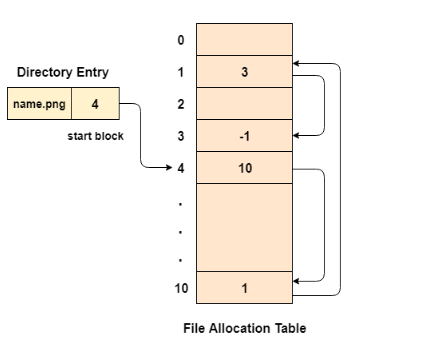 0
Directory Entry
1 3
name.png 4
2
start block
3 -1
4 10
.
.
.
10 1
File Allocation Table